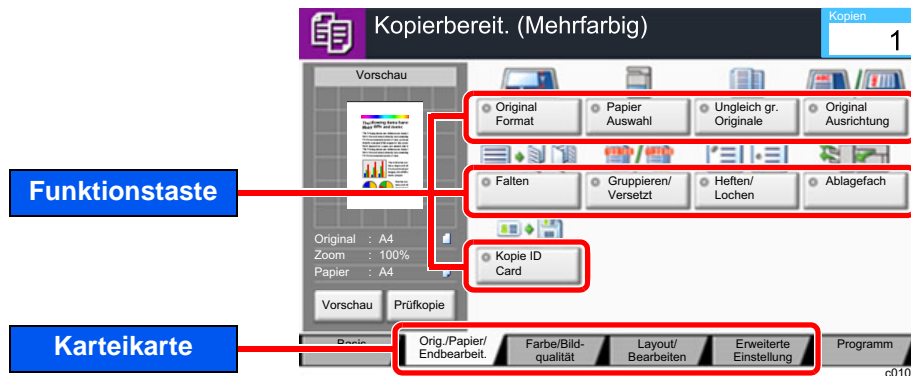 Kopierbereit. (Mehrfarbig)
Kopien
1
Vorschau
Original Format
Papier Auswahl
Ungleich gr. Originale
Original Ausrichtung
Funktionstaste
Falten
Gruppieren/ Versetzt
Heften/ Lochen
Ablagefach
Original : A4
Zoom : 100%
Papier : A4
Kopie ID Card
Vorschau
Prüfkopie
Karteikarte
Basis
Orig./Papier/ Endbearbeit.
Farbe/Bild- qualität
Layout/ Bearbeiten
Erweiterte Einstellung
Programm
c010